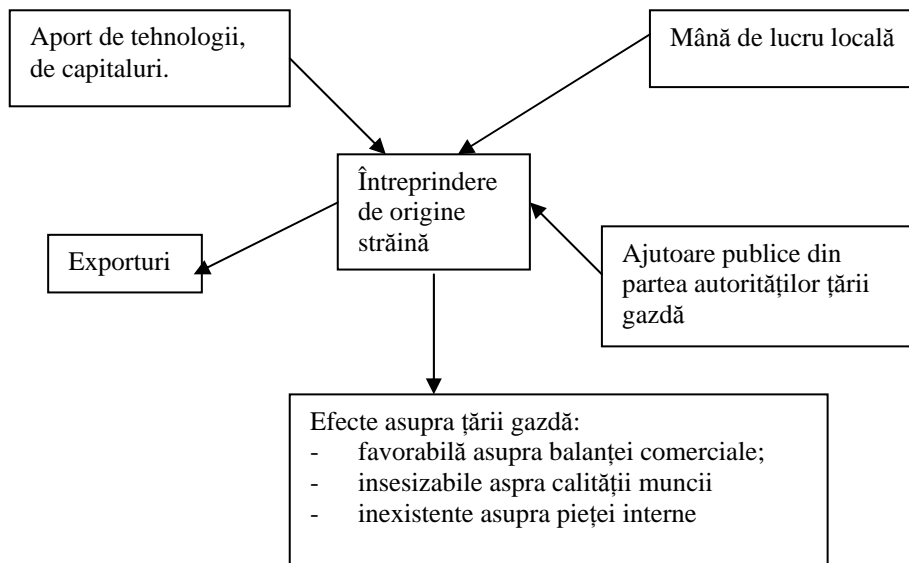 Aport de tehnologii,
de capitaluri.
Mână de lucru locală
Întreprindere
de origine
străină
Exporturi
Ajutoare publice din
partea autorităților țării
gazdă
Efecte asupra țării gazdă:
- favorabilă asupra balanței comerciale;
- insesizabile aspra calității muncii
- inexistente asupra pieței interne